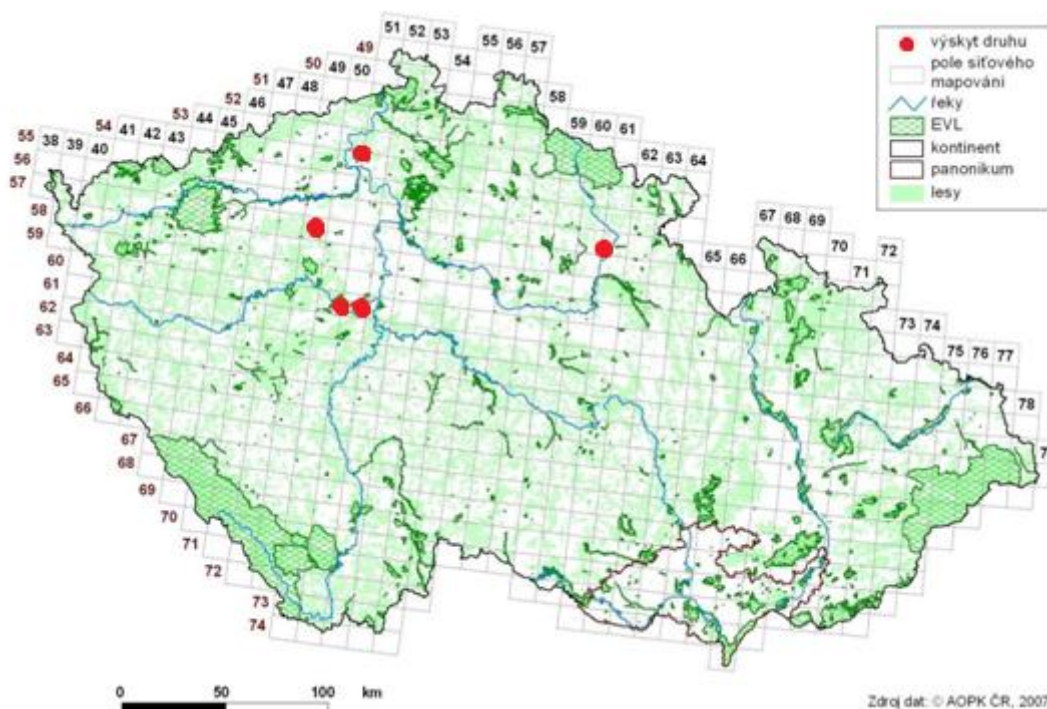 51 52 53
55 56 57
49
54
50 49 50
51 47 48
58
52 46
53 44 45
59 60 61
54 41 42 43
62 63 64
55 38 39 40
56
57
58
59
60
61
62
63
64
65
66
67
68
69
70
71
72
73
74
67 68 69
70
71
72
65 66
73 74
75 76 77
78
7
výskyt druhu
pole síťového
mapování
řeky
EVL
kontinent
panonikum
lesy
0 50 100 km
Zdroj dat: © AOPK ČR, 2007